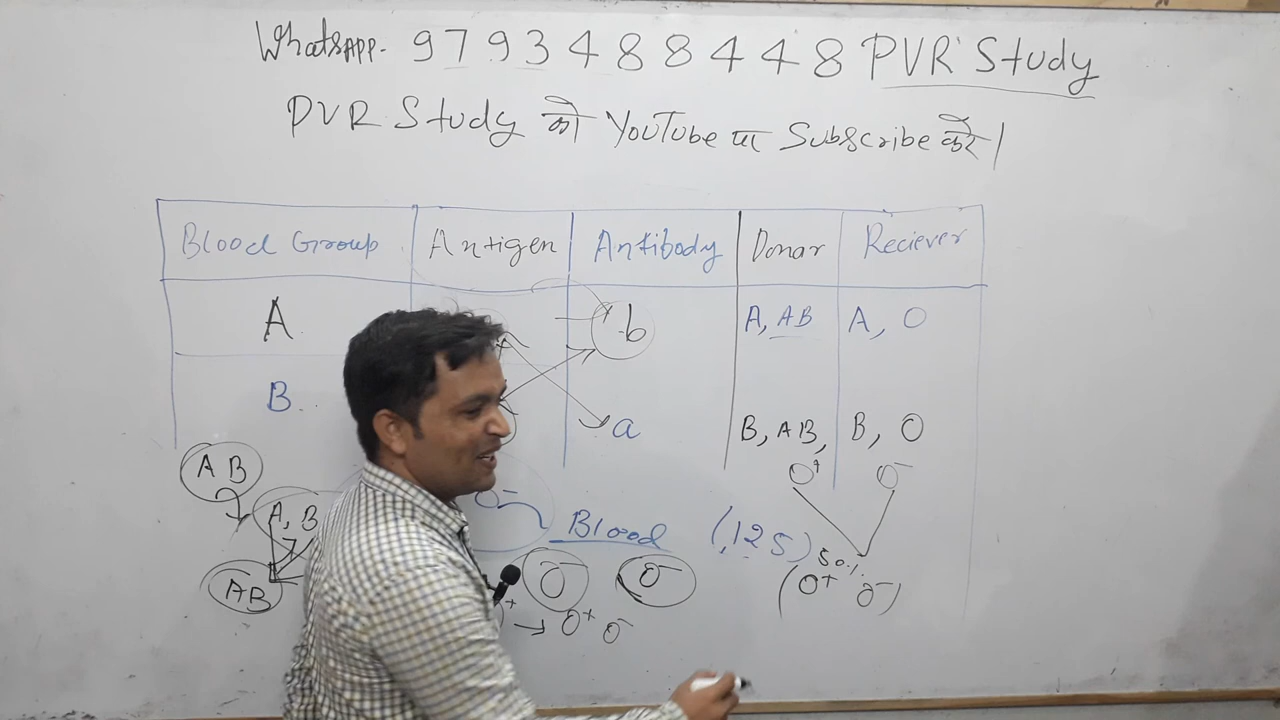 WhatsAPP. 9793488448 PVR Study
PVR Study को YouTube पर Subscribe करे।
Blood Group Antigen Antibody Donar Reciever
A b A, AB A, O
B. a B, AB, B, O
AB O+ O-
A, B O- Blood (125) 50%
AB O- O- (O+ O-)
+ → O+ O-